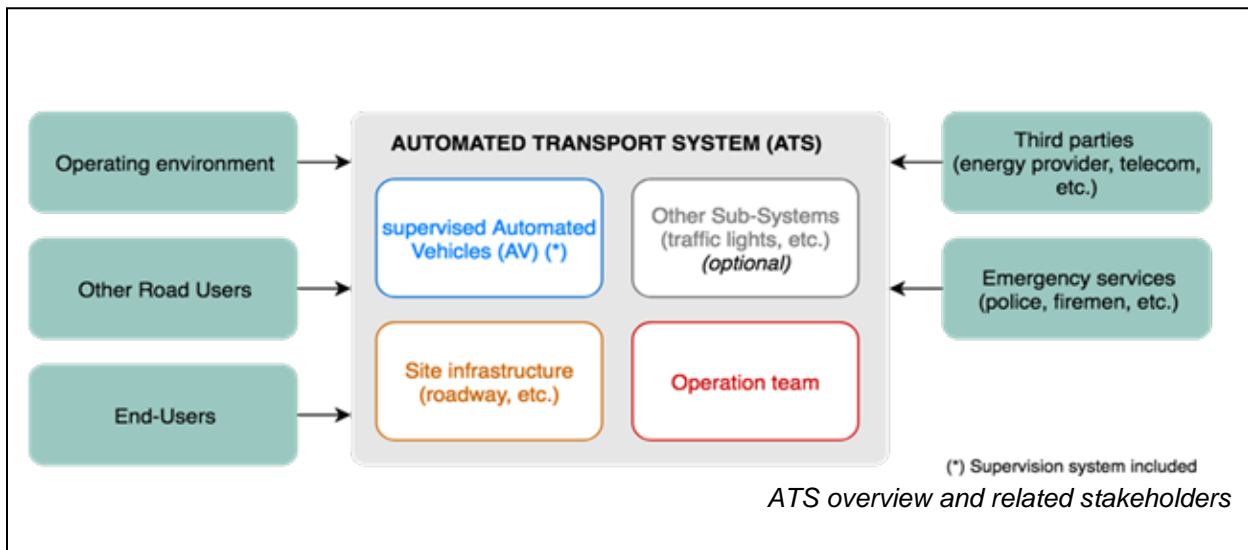 Operating environment
Other Road Users
End-Users
AUTOMATED TRANSPORT SYSTEM (ATS)
supervised Automated
Vehicles (AV) (*)
Other Sub-Systems
(traffic lights, etc.)
(optional)
Site infrastructure
(roadway, etc.)
Operation team
Third parties
(energy provider, telecom,
etc.)
Emergency services
(police, firemen, etc.)
(*) Supervision system included
ATS overview and related stakeholders